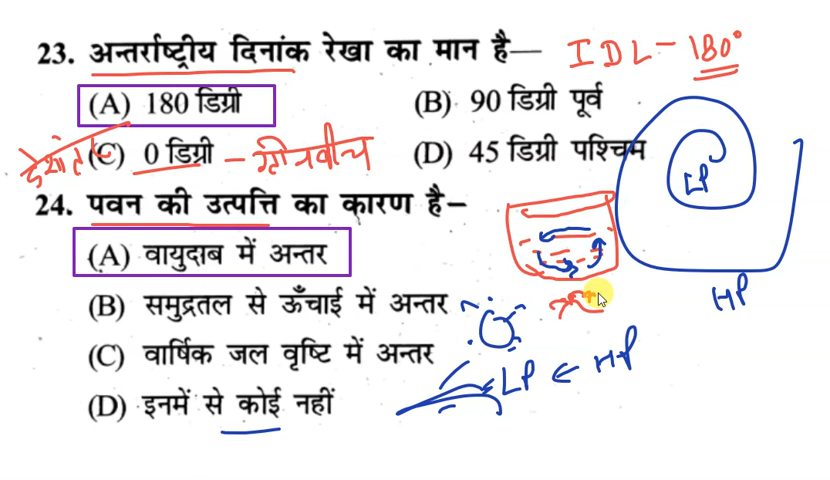 23. अन्तर्राष्ट्रीय दिनांक रेखा का मान है— IDL - 180°
(A) 180 डिग्री (B) 90 डिग्री पूर्व
देशांतर (C) 0 डिग्री - ग्रीनवीच (D) 45 डिग्री पश्चिम
24. पवन की उत्पत्ति का कारण है–
(A) वायुदाब में अन्तर
(B) समुद्रतल से ऊँचाई में अन्तर
(C) वार्षिक जल वृष्टि में अन्तर
(D) इनमें से कोई नहीं
LP
HP
LP ← HP